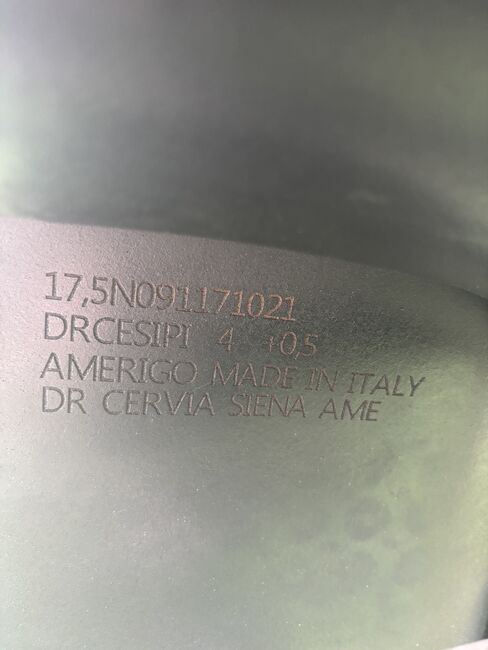 17,5N091171021
DRCESIPI 4 +0,5
AMERIGO MADE IN ITALY
DR CERVIA SIENA AME